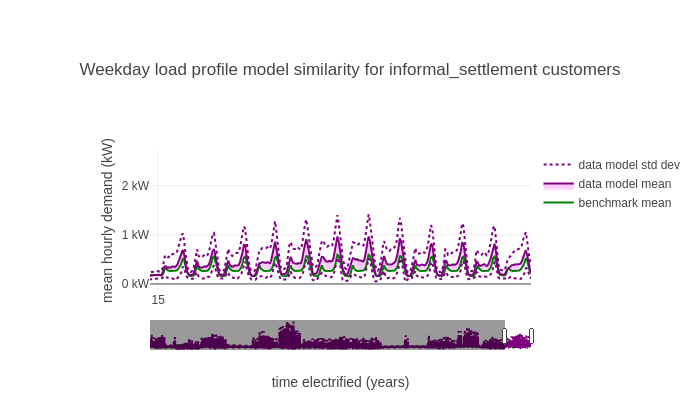 Weekday load profile model similarity for informal_settlement customers
mean hourly demand (kW)
2 kW
1 kW
0 kW
15
time electrified (years)
data model std dev
data model mean
benchmark mean